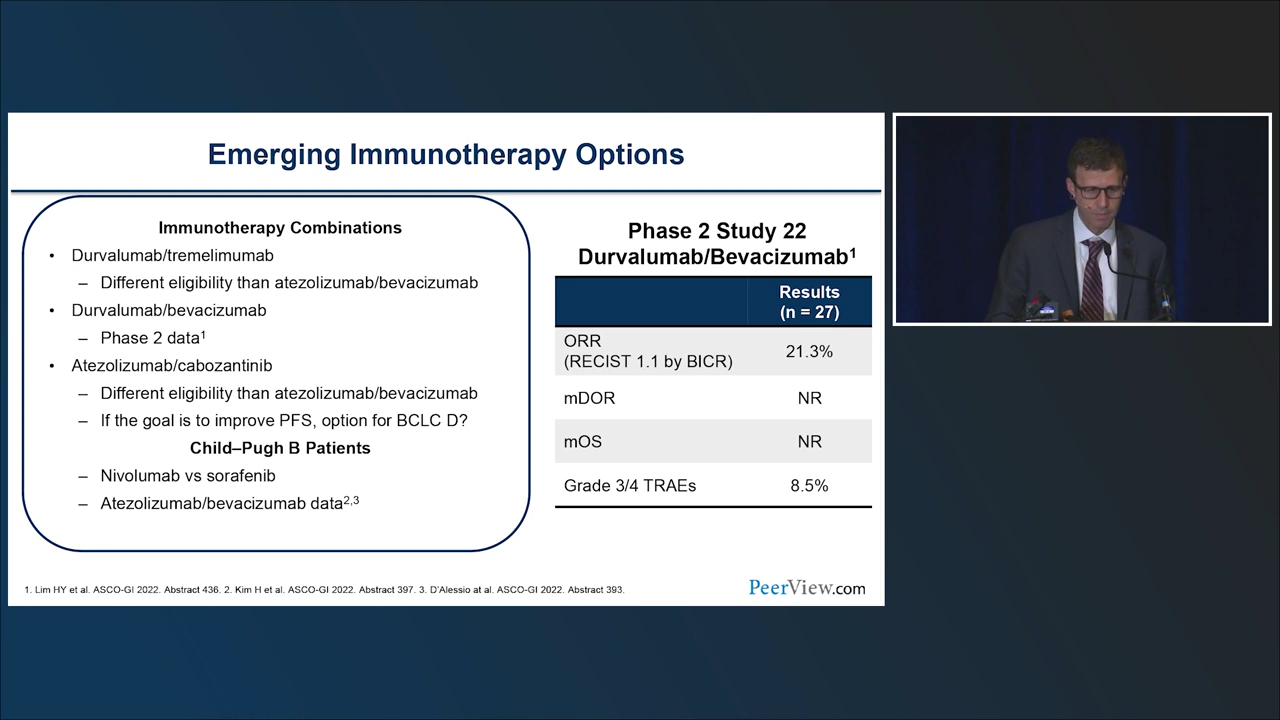 Emerging Immunotherapy Options
Immunotherapy Combinations
• Durvalumab/tremelimumab
– Different eligibility than atezolizumab/bevacizumab
• Durvalumab/bevacizumab
– Phase 2 data1
• Atezolizumab/cabozantinib
– Different eligibility than atezolizumab/bevacizumab
– If the goal is to improve PFS, option for BCLC D?
Child–Pugh B Patients
– Nivolumab vs sorafenib
– Atezolizumab/bevacizumab data2,3
Phase 2 Study 22
Durvalumab/Bevacizumab1
Results
(n = 27)
ORR
(RECIST 1.1 by BICR) 21.3%
mDOR NR
mOS NR
Grade 3/4 TRAEs 8.5%
1. Lim HY et al. ASCO-GI 2022. Abstract 436. 2. Kim H et al. ASCO-GI 2022. Abstract 397. 3. D'Alessio at al. ASCO-GI 2022. Abstract 393.
PeerView.com